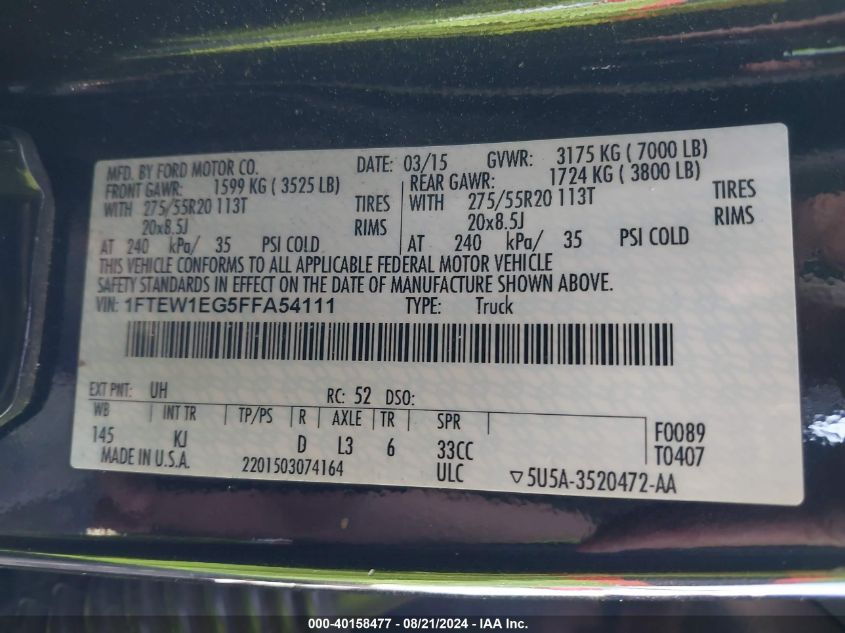 MFD. BY FORD MOTOR CO. DATE: 03/15 GVWR: 3175 KG ( 7000 LB)
FRONT GAWR: 1599 KG ( 3525 LB) REAR GAWR: 1724 KG ( 3800 LB)
WITH 275/55R20 113T TIRES WITH 275/55R20 113T TIRES
20x8.5J RIMS 20x8.5J RIMS
AT 240 kPa/ 35 PSI COLD AT 240 kPa/ 35 PSI COLD
THIS VEHICLE CONFORMS TO ALL APPLICABLE FEDERAL MOTOR VEHICLE
SAFETY STANDARDS IN EFFECT ON THE DATE OF MANUFACTURE SHOWN ABOVE.
VIN: 1FTEW1EG5FFA54111 TYPE: Truck
EXT PNT: UH RC: 52 DSO:
WB INT TR TP/PS R AXLE TR SPR
145 KJ D L3 6 33CC F0089
MADE IN U.S.A. 2201503074164 ULC T0407
▽5U5A-3520472-AA
000-40158477 - 08/21/2024 - IAA Inc.